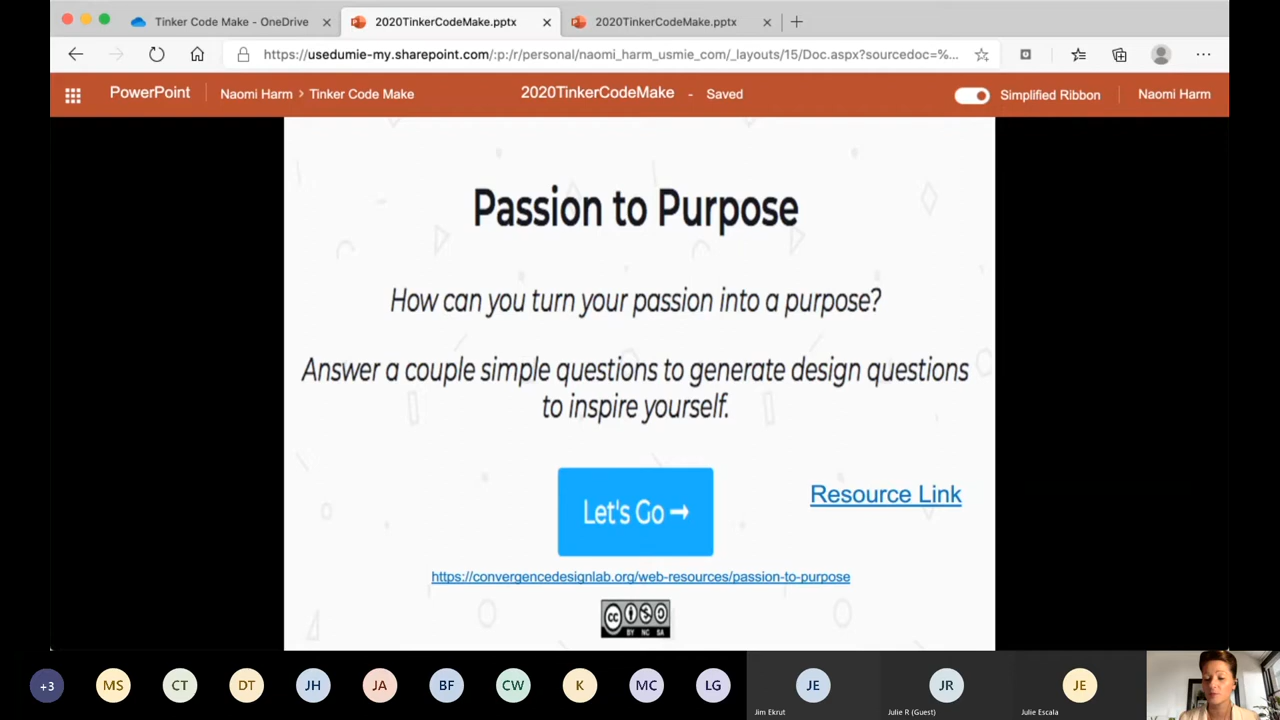 Tinker Code Make - OneDrive
2020TinkerCodeMake.pptx
2020TinkerCodeMake.pptx
https://usedumie-my.sharepoint.com/:p:/r/personal/naomi_harm_usmie_com/_layouts/15/Doc.aspx?sourcedoc=%...
PowerPoint
Naomi Harm > Tinker Code Make
2020TinkerCodeMake - Saved
Simplified Ribbon
Naomi Harm
Passion to Purpose
How can you turn your passion into a purpose?
Answer a couple simple questions to generate design questions
to inspire yourself.
Let's Go →
Resource Link
https://convergencedesignlab.org/web-resources/passion-to-purpose
CC
BY NC SA
+3
MS
CT
DT
JH
JA
BF
CW
K
MC
LG
JE
JR
JE
Jim Ekrut
Julie R (Guest)
Julie Escala